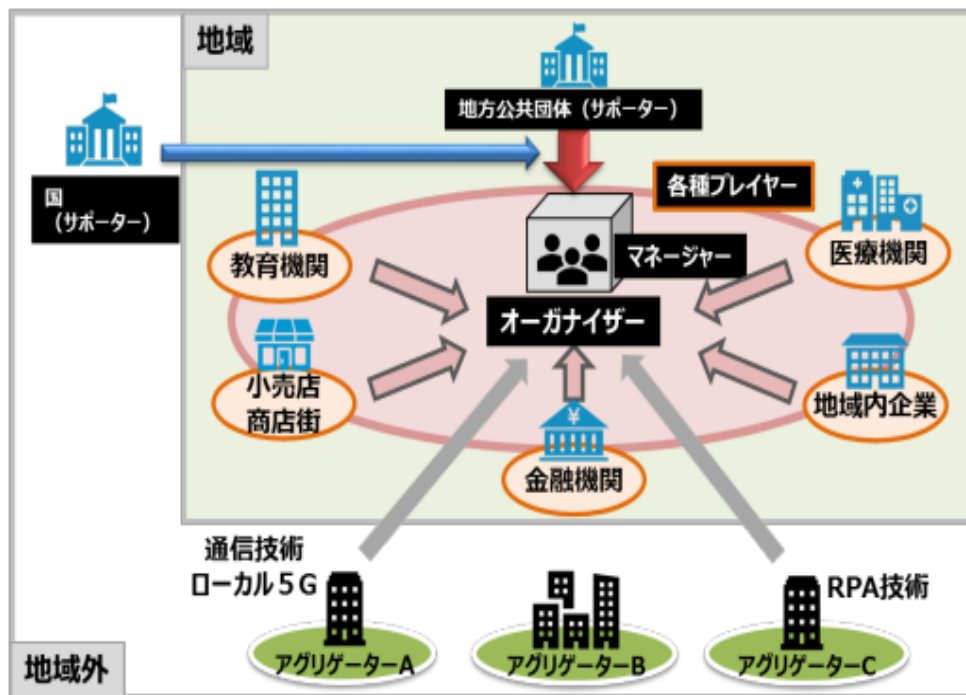 地域
地方公共団体（サポーター）
国
（サポーター）
各種プレイヤー
教育機関
マネージャー
医療機関
オーガナイザー
小売店
商店街
地域内企業
¥
金融機関
通信技術
ローカル５G
RPA技術
アグリゲーターA
アグリゲーターB
アグリゲーターC
地域外